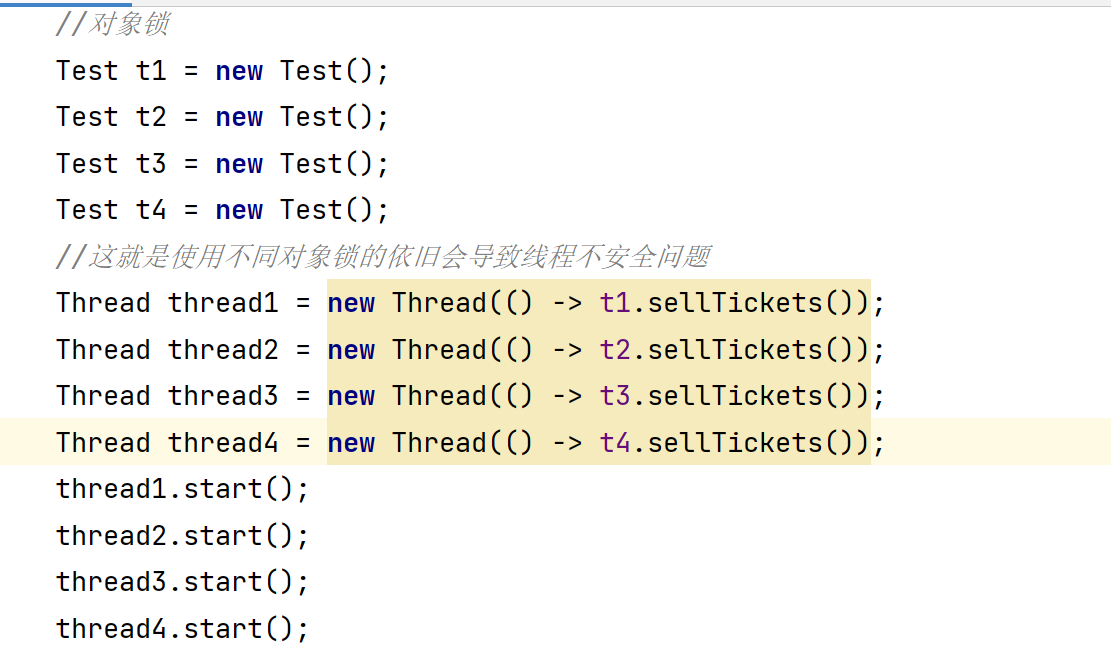 //对象锁
Test t1 = new Test();
Test t2 = new Test();
Test t3 = new Test();
Test t4 = new Test();
//这就是使用不同对象锁的依旧会导致线程不安全问题
Thread thread1 = new Thread(() -> t1.sellTickets());
Thread thread2 = new Thread(() -> t2.sellTickets());
Thread thread3 = new Thread(() -> t3.sellTickets());
Thread thread4 = new Thread(() -> t4.sellTickets());
thread1.start();
thread2.start();
thread3.start();
thread4.start();